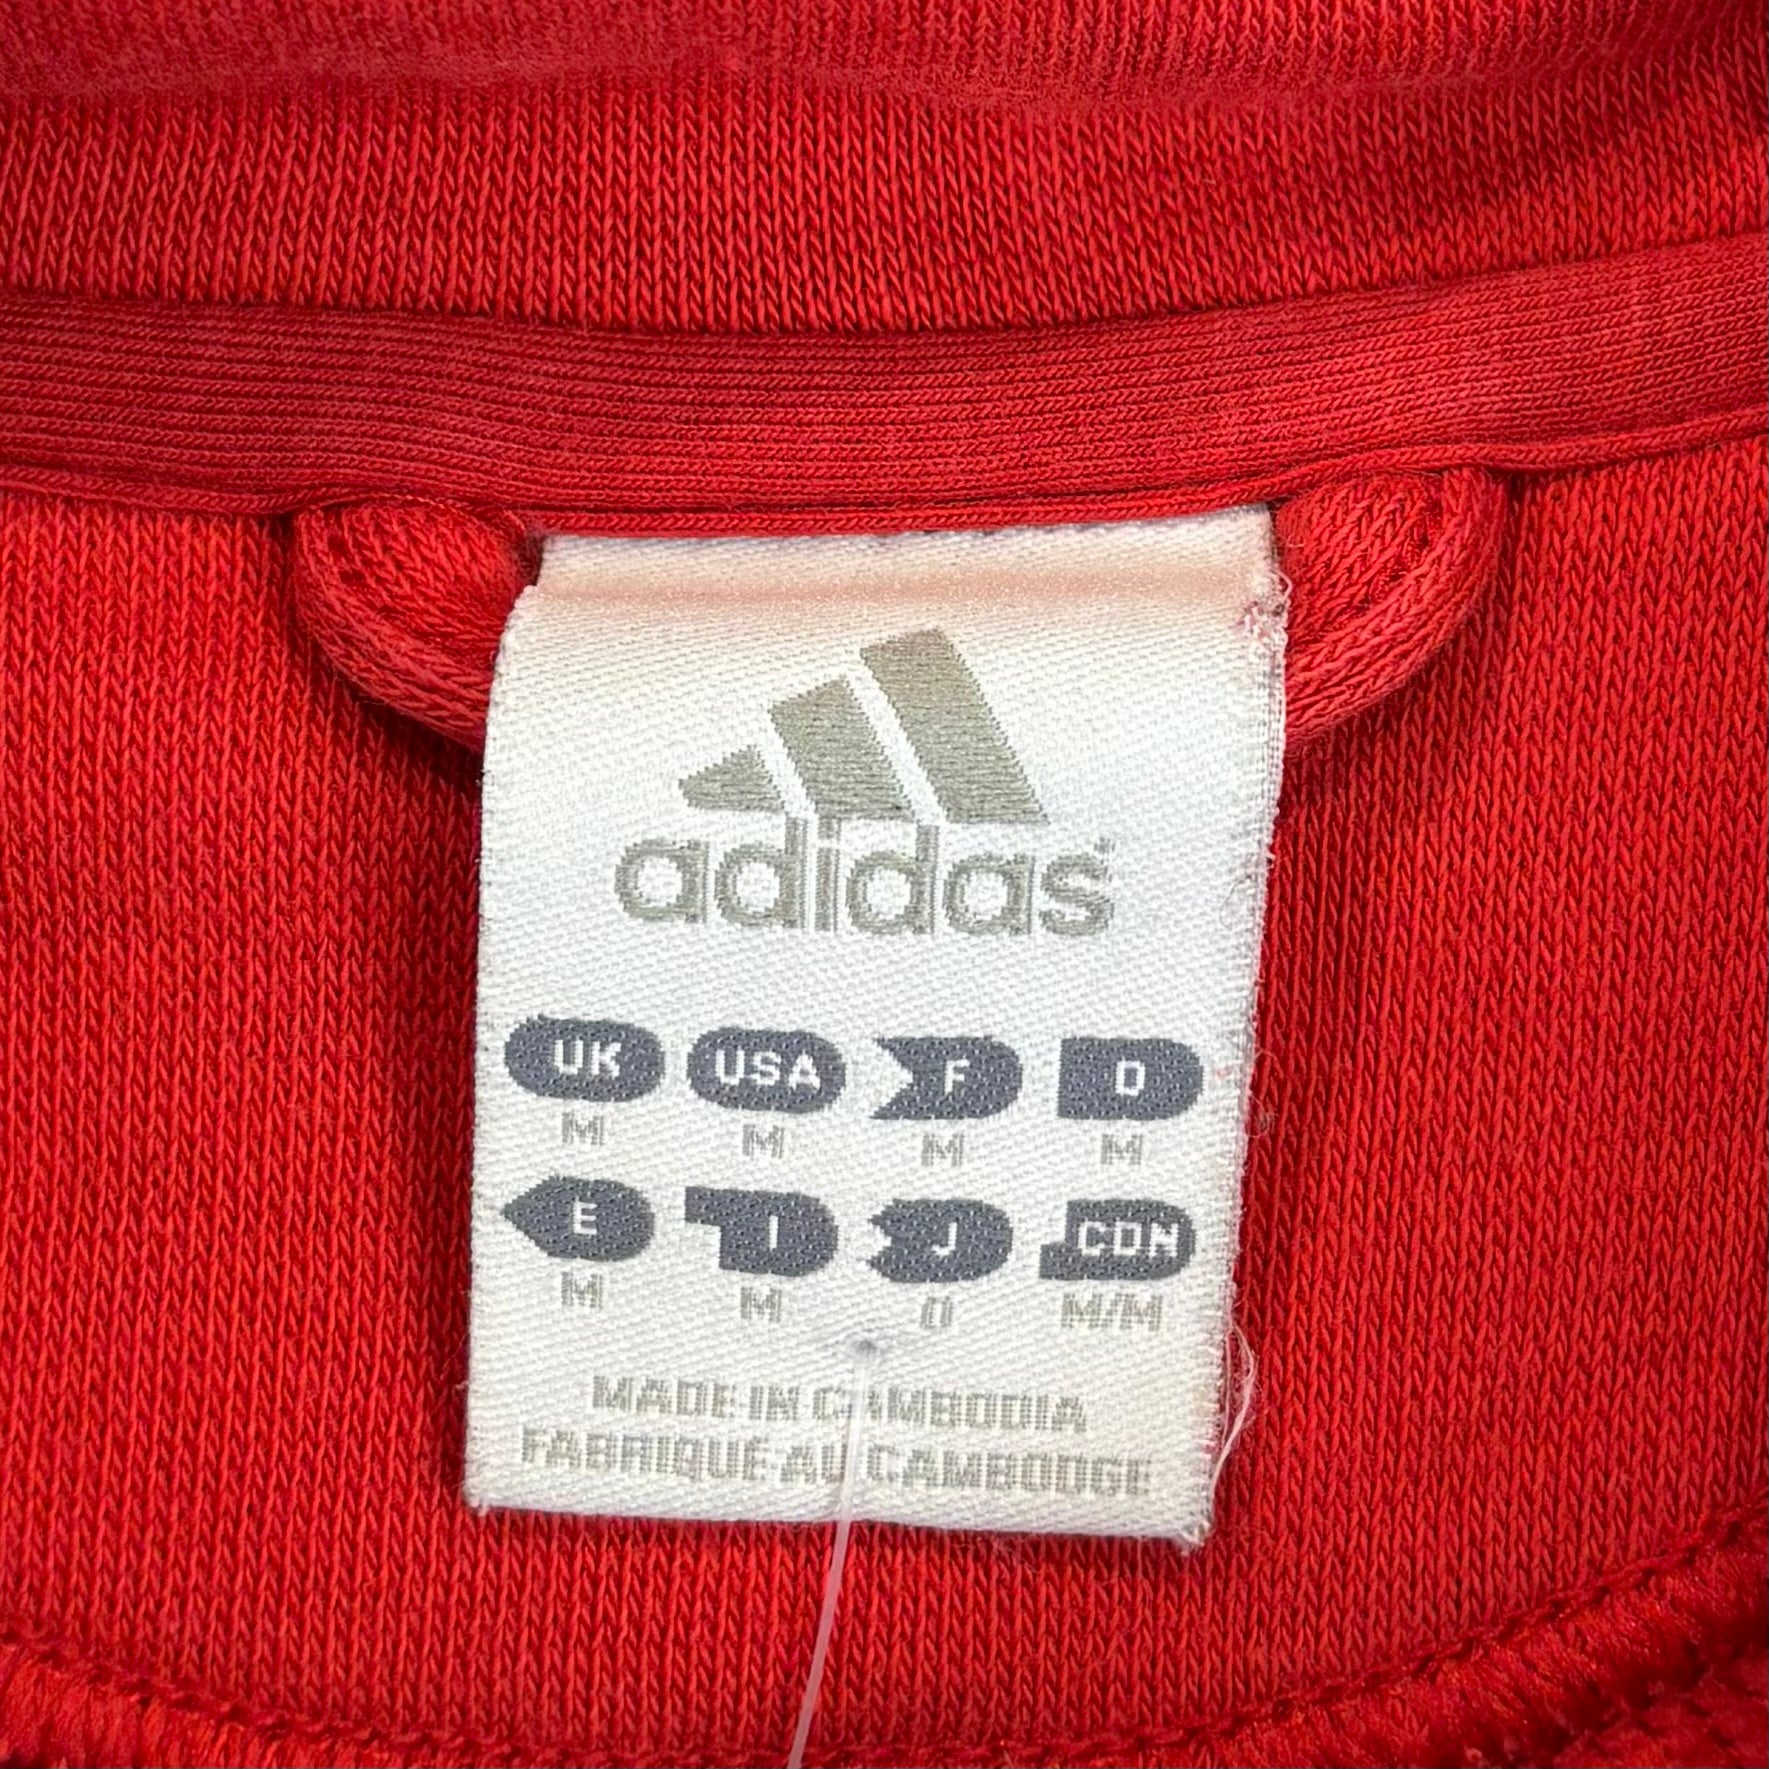 adidas
UK USA F D
M M M M
E I J CDN
M M O M/M
MADE IN CAMBODIA
FABRIQUÉ AU CAMBODGE